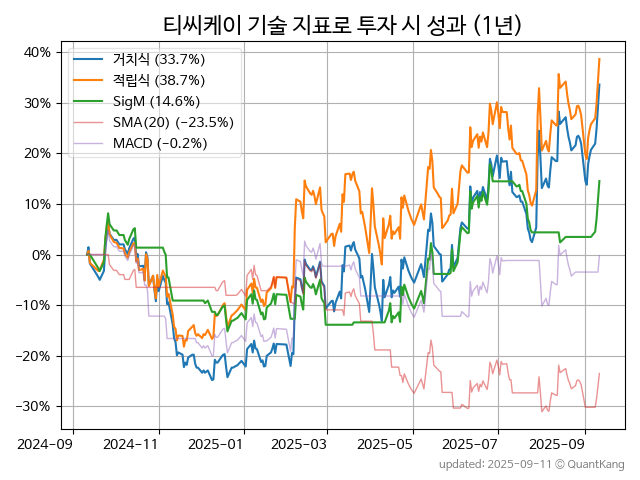 티씨케이 기술 지표로 투자 시 성과 (1년)
거치식 (33.7%)
적립식 (38.7%)
SigM (14.6%)
SMA(20) (−23.5%)
MACD (−0.2%)
40%
30%
20%
10%
0%
−10%
−20%
−30%
2024-09 2024-11 2025-01 2025-03 2025-05 2025-07 2025-09
updated: 2025-09-11 ⓒ QuantKang